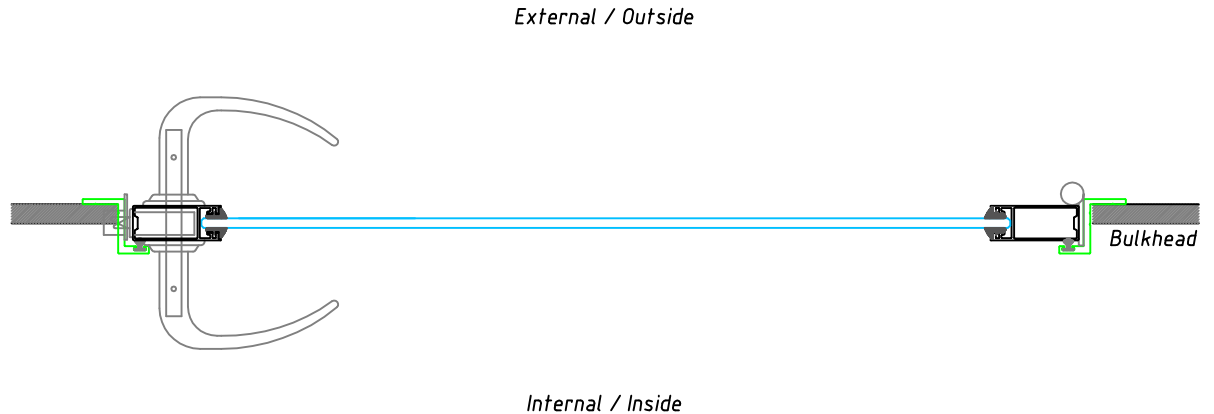 External / Outside
Bulkhead
Internal / Inside